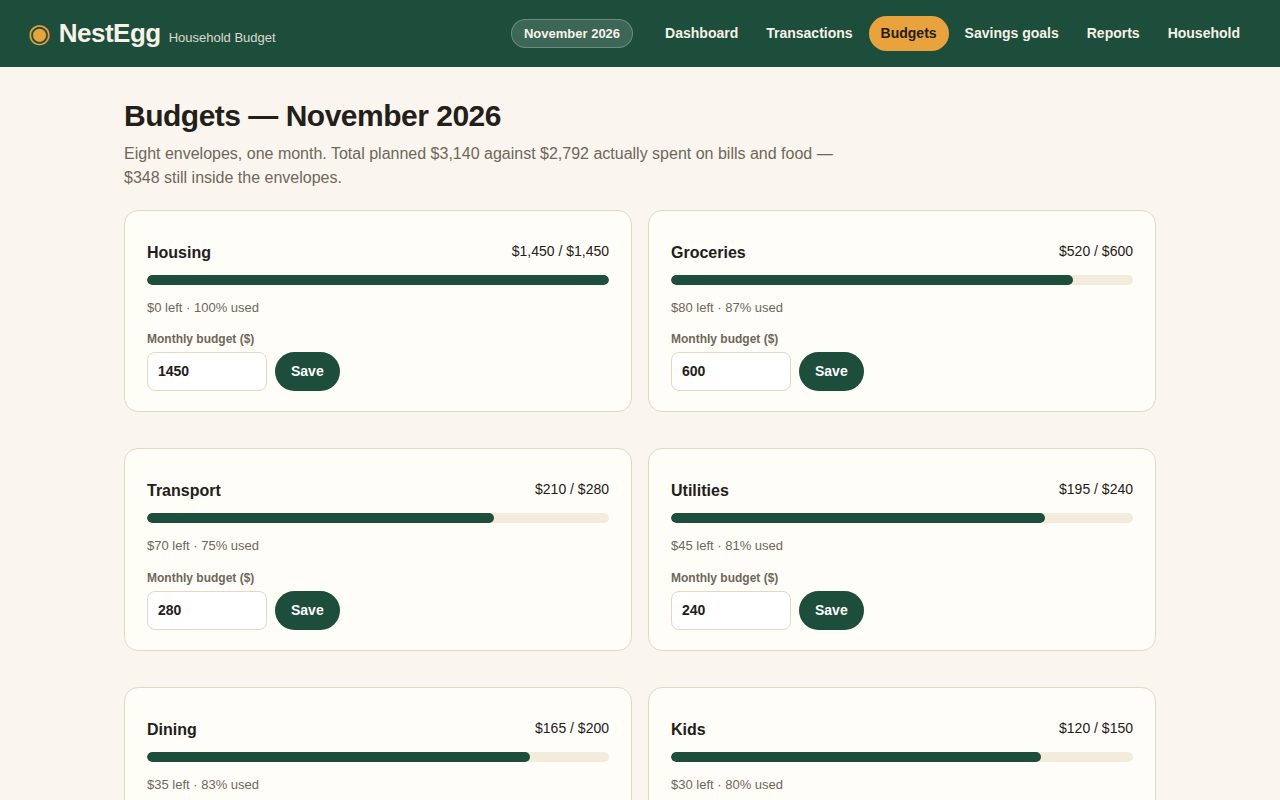 ◉ NestEgg Household Budget
November 2026
Dashboard Transactions Budgets Savings goals Reports Household
Budgets — November 2026
Eight envelopes, one month. Total planned $3,140 against $2,792 actually spent on bills and food —
$348 still inside the envelopes.
Housing $1,450 / $1,450
$0 left · 100% used
Monthly budget ($)
1450 Save
Groceries $520 / $600
$80 left · 87% used
Monthly budget ($)
600 Save
Transport $210 / $280
$70 left · 75% used
Monthly budget ($)
280 Save
Utilities $195 / $240
$45 left · 81% used
Monthly budget ($)
240 Save
Dining $165 / $200
$35 left · 83% used
Kids $120 / $150
$30 left · 80% used